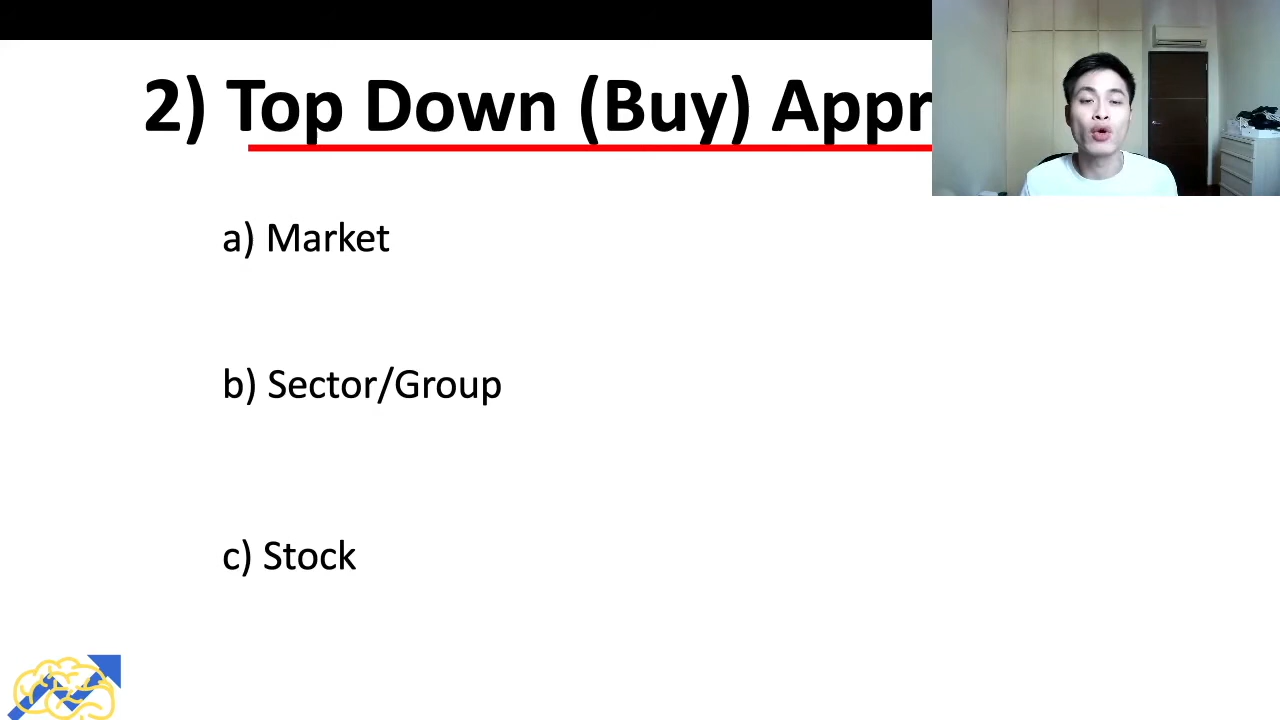 2) Top Down (Buy) Appr
a) Market
b) Sector/Group
c) Stock